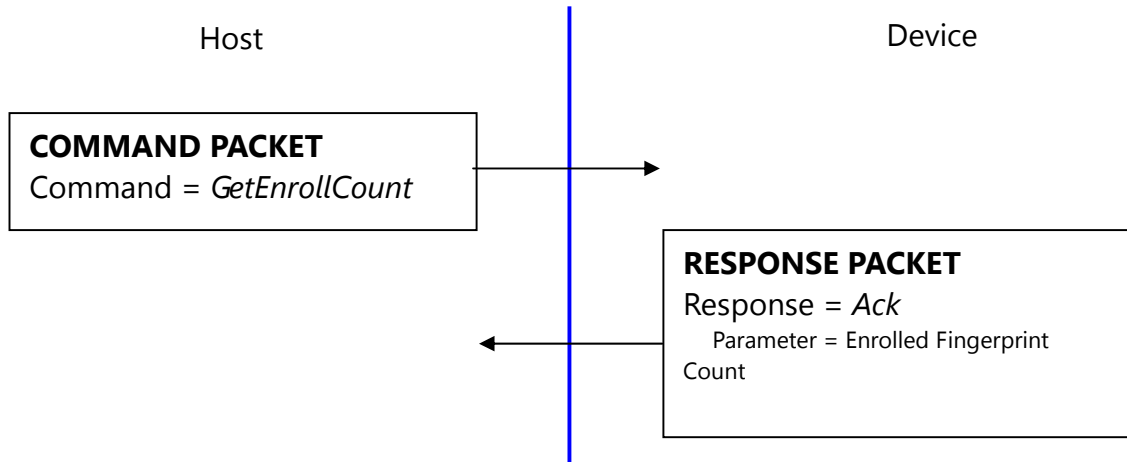 Host
Device
COMMAND PACKET
Command = GetEnrollCount
RESPONSE PACKET
Response = Ack
Parameter = Enrolled Fingerprint
Count